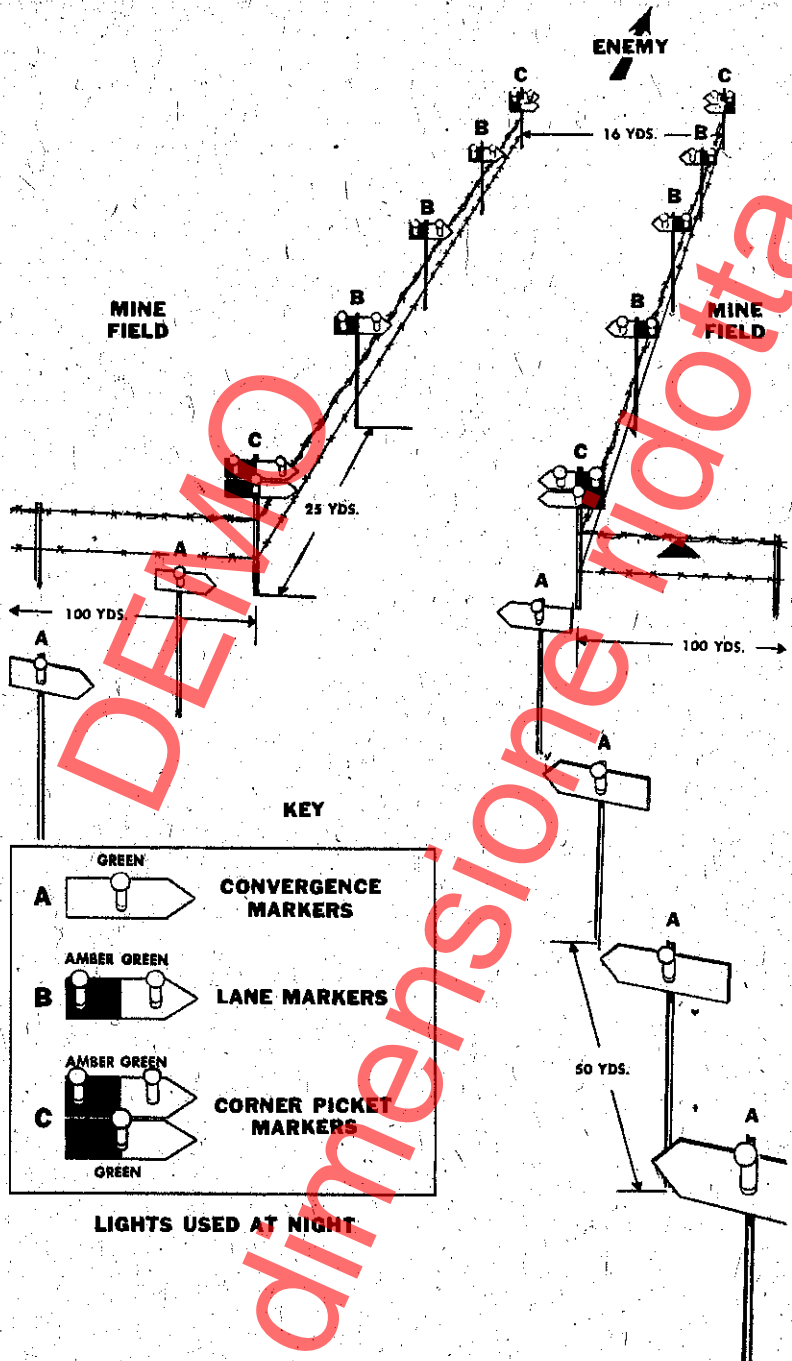 ENEMY
C
C
16 YDS.
B
B
B
B
B
B
MINE
FIELD
MINE
FIELD
C
C
25 YDS.
A
A
100 YDS.
100 YDS.
A
A
KEY
A
GREEN
CONVERGENCE
MARKERS
B
AMBER GREEN
LANE MARKERS
C
AMBER GREEN
CORNER PICKET
MARKERS
GREEN
LIGHTS USED AT NIGHT
A
50 YDS.
A
DEMO
dimensione ridotta